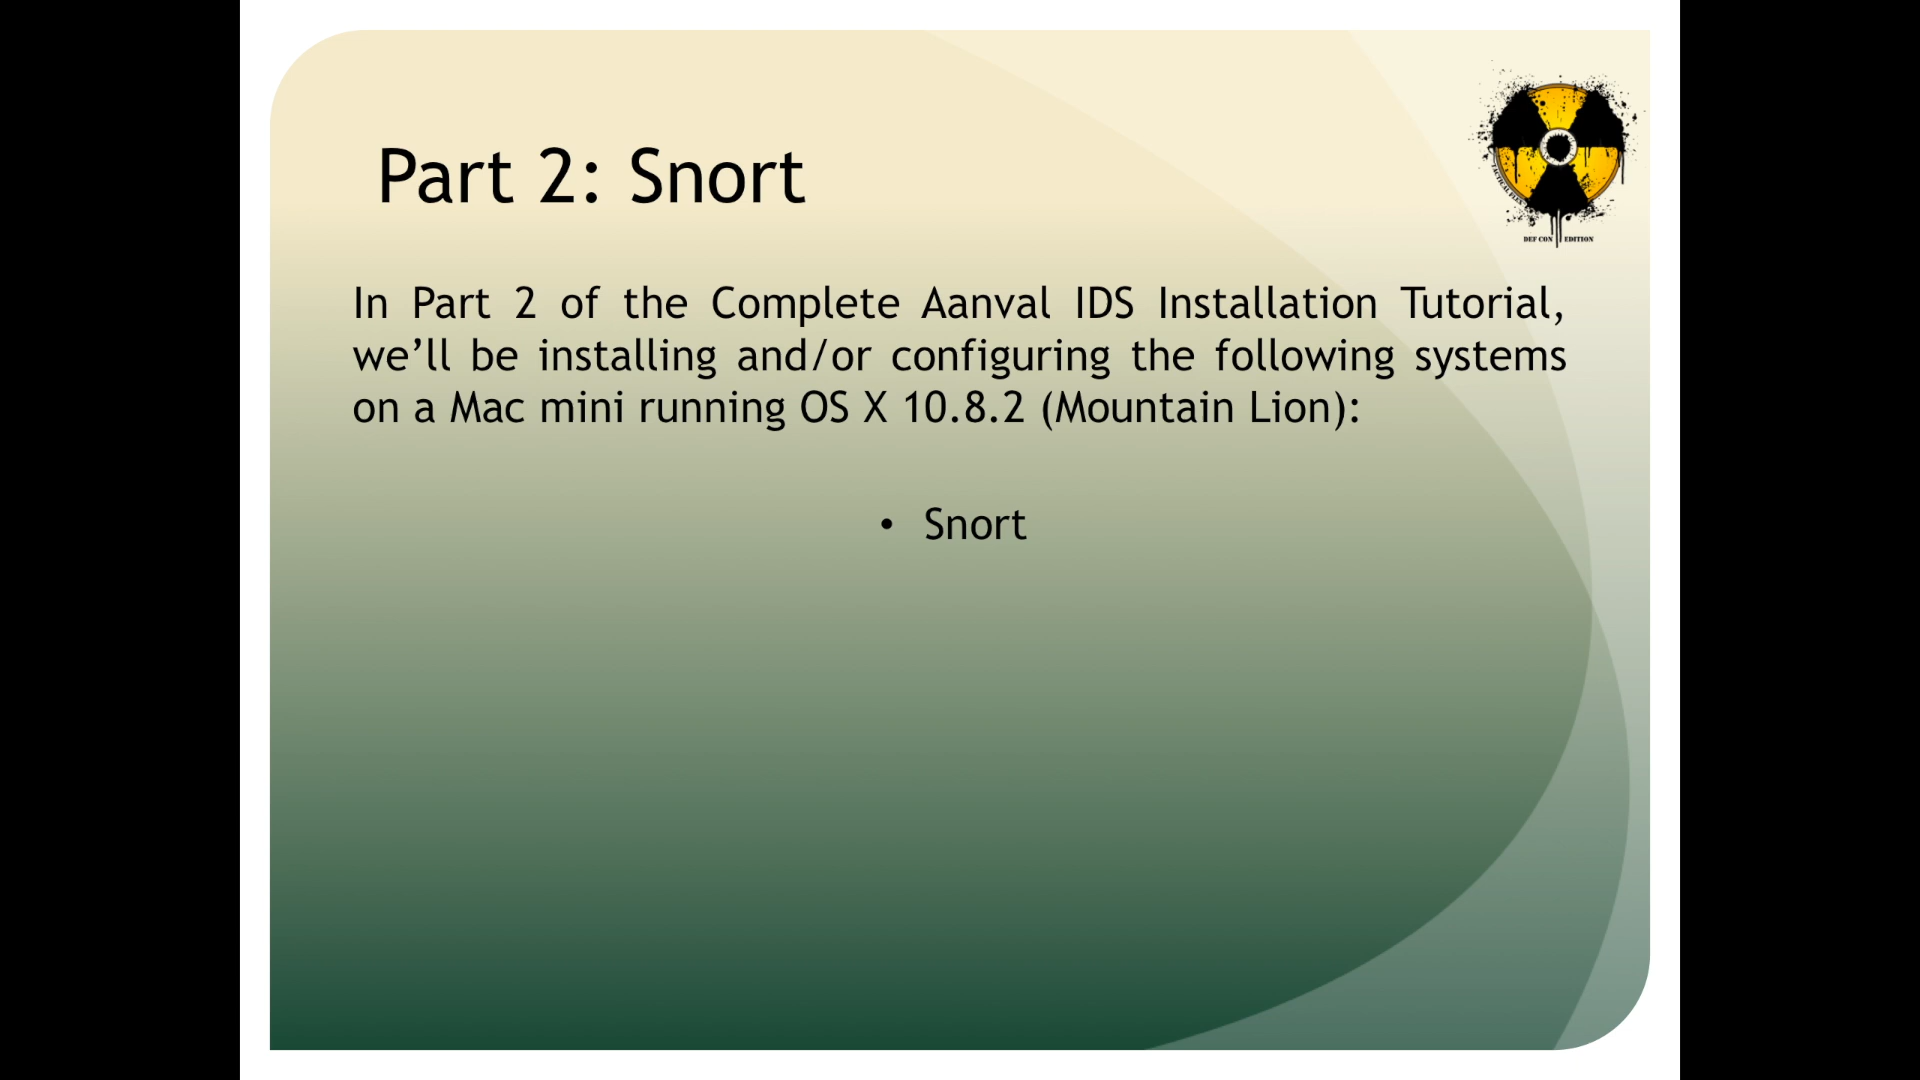 Part 2: Snort
In Part 2 of the Complete Aanval IDS Installation Tutorial,
we’ll be installing and/or configuring the following systems
on a Mac mini running OS X 10.8.2 (Mountain Lion):
• Snort
DEF CON EDITION